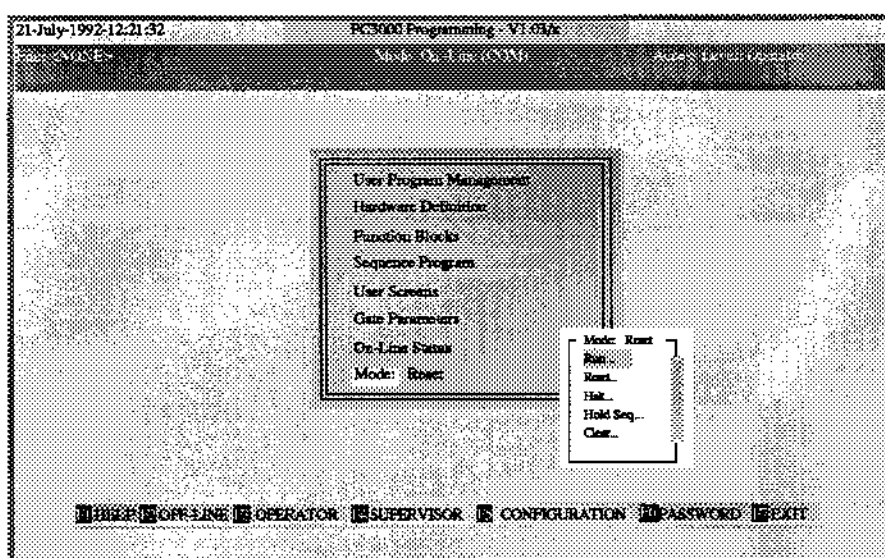 21-July-1992-12:21:32 PC3000 Programming - V1.03/x
Mode: On-Line (COM)
User Program Management
Hardware Definition
Function Blocks
Sequence Program
User Screens
Gate Parameters
On-Line Status
Mode: Reset
Mode: Reset
Run...
Reset...
Halt...
Hold Seq...
Clear...
HELP OFF-LINE OPERATOR SUPERVISOR CONFIGURATION PASSWORD EXIT